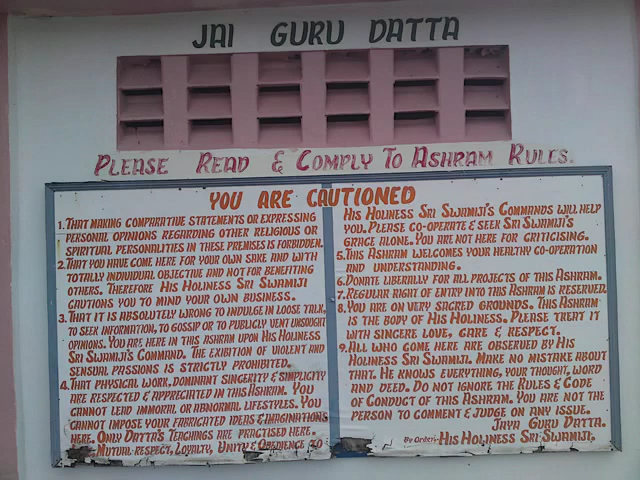 JAI GURU DATTA
PLEASE READ & COMPLY TO ASHRAM RULES.
YOU ARE CAUTIONED
1. THAT MAKING COMPARATIVE STATEMENTS OR EXPRESSING
PERSONAL OPINIONS REGARDING OTHER RELIGIOUS OR
SPIRITUAL PERSONALITIES IN THESE PREMISES IS FORBIDDEN.
2. THAT YOU HAVE COME HERE FOR YOUR OWN SAKE AND WITH
TOTALLY INDIVIDUAL OBJECTIVE AND NOT FOR BENEFITING
OTHERS. THEREFORE HIS HOLINESS SRI SWAMIJI
CAUTIONS YOU TO MIND YOUR OWN BUSINESS.
3. THAT IT IS ABSOLUTELY WRONG TO INDULGE IN LOOSE TALK,
TO SEEK INFORMATION, TO GOSSIP OR TO PUBLICLY VENT UNSOUGHT
OPINIONS. YOU ARE HERE IN THIS ASHRAM UPON HIS HOLINESS
SRI SWAMIJI'S COMMAND. THE EXIBATION OF VIOLENT AND
SENSUAL PASSIONS IS STRICTLY PROHIBITED.
4. THAT PHYSICAL WORK, DOMINANT SINCERITY & SIMPLICITY
ARE RESPECTED & APPRECIATED IN THIS ASHRAM. YOU
CANNOT LEAD IMMORAL OR ABNORMAL LIFESTYLES. YOU
CANNOT IMPOSE YOUR FABRICATED IDEAS & IMAGINATIONS
HERE. ONLY DATTA'S TEACHINGS ARE PRACTISED HERE.
MUTUAL RESPECT, LOYALTY, UNITY & OBEDIENCE TO
HIS HOLINESS SRI SWAMIJI'S COMMANDS WILL HELP
YOU. PLEASE CO-OPERATE & SEEK SRI SWAMIJI'S
GRACE ALONE. YOU ARE NOT HERE FOR CRITICISING.
5. THIS ASHRAM WELCOMES YOUR HEALTHY CO-OPERATION
AND UNDERSTANDING.
6. DONATE LIBERALLY FOR ALL PROJECTS OF THIS ASHRAM.
7. REGULAR RIGHT OF ENTRY INTO THIS ASHRAM IS RESERVED.
8. YOU ARE ON VERY SACRED GROUNDS. THIS ASHRAM
IS THE BODY OF HIS HOLINESS. PLEASE TREAT IT
WITH SINCERE LOVE, CARE & RESPECT.
9. ALL WHO COME HERE ARE OBSERVED BY HIS
HOLINESS SRI SWAMIJI. MAKE NO MISTAKE ABOUT
THAT. HE KNOWS EVERYTHING, YOUR THOUGHT, WORD
AND DEED. DO NOT IGNORE THE RULES & CODE
OF CONDUCT OF THIS ASHRAM. YOU ARE NOT THE
PERSON TO COMMENT & JUDGE ON ANY ISSUE.
JAYA GURU DATTA.
By Order:- HIS HOLINESS SRI SWAMIJI.